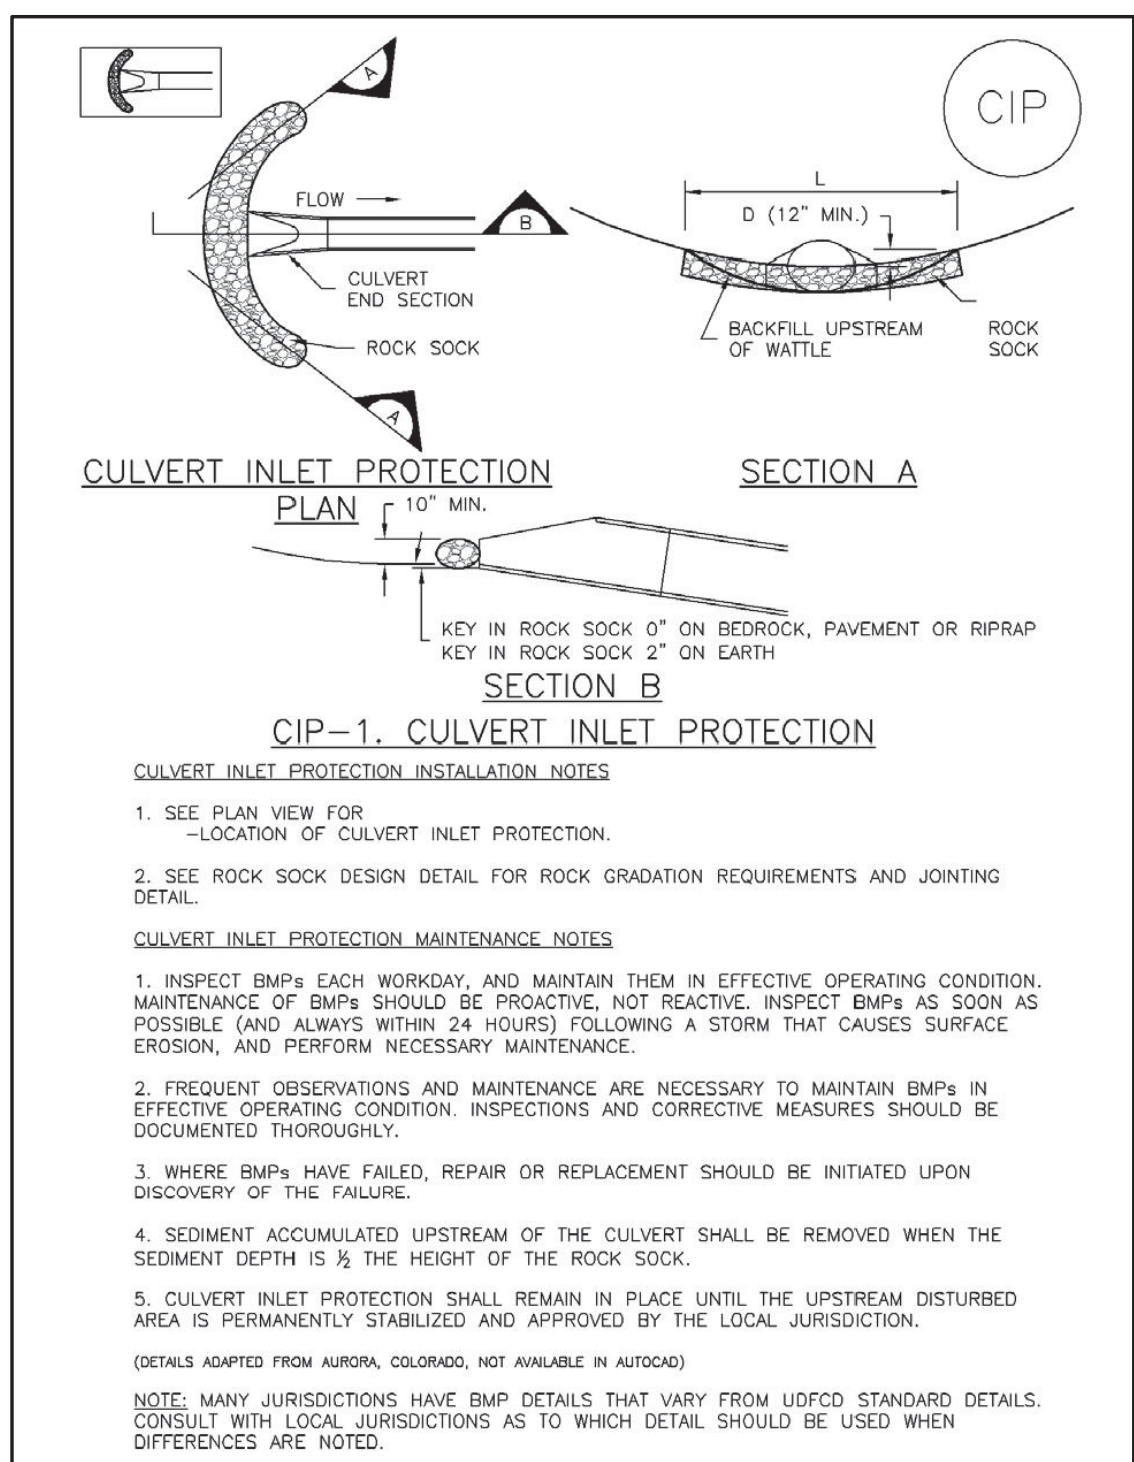 A
CIP
L
FLOW
D (12" MIN.)
B
CULVERT
END SECTION
BACKFILL UPSTREAM
OF WATTLE
ROCK
SOCK
ROCK SOCK
A
CULVERT INLET PROTECTION
PLAN
SECTION A
10" MIN.
KEY IN ROCK SOCK 0" ON BEDROCK, PAVEMENT OR RIPRAP
KEY IN ROCK SOCK 2" ON EARTH
SECTION B
CIP-1. CULVERT INLET PROTECTION
CULVERT INLET PROTECTION INSTALLATION NOTES
1. SEE PLAN VIEW FOR
-LOCATION OF CULVERT INLET PROTECTION.
2. SEE ROCK SOCK DESIGN DETAIL FOR ROCK GRADATION REQUIREMENTS AND JOINTING
DETAIL.
CULVERT INLET PROTECTION MAINTENANCE NOTES
1. INSPECT BMPs EACH WORKDAY, AND MAINTAIN THEM IN EFFECTIVE OPERATING CONDITION.
MAINTENANCE OF BMPs SHOULD BE PROACTIVE, NOT REACTIVE. INSPECT BMPs AS SOON AS
POSSIBLE (AND ALWAYS WITHIN 24 HOURS) FOLLOWING A STORM THAT CAUSES SURFACE
EROSION, AND PERFORM NECESSARY MAINTENANCE.
2. FREQUENT OBSERVATIONS AND MAINTENANCE ARE NECESSARY TO MAINTAIN BMPs IN
EFFECTIVE OPERATING CONDITION. INSPECTIONS AND CORRECTIVE MEASURES SHOULD BE
DOCUMENTED THOROUGHLY.
3. WHERE BMPs HAVE FAILED, REPAIR OR REPLACEMENT SHOULD BE INITIATED UPON
DISCOVERY OF THE FAILURE.
4. SEDIMENT ACCUMULATED UPSTREAM OF THE CULVERT SHALL BE REMOVED WHEN THE
SEDIMENT DEPTH IS ½ THE HEIGHT OF THE ROCK SOCK.
5. CULVERT INLET PROTECTION SHALL REMAIN IN PLACE UNTIL THE UPSTREAM DISTURBED
AREA IS PERMANENTLY STABILIZED AND APPROVED BY THE LOCAL JURISDICTION.
(DETAILS ADAPTED FROM AURORA, COLORADO, NOT AVAILABLE IN AUTOCAD)
NOTE: MANY JURISDICTIONS HAVE BMP DETAILS THAT VARY FROM UDFCD STANDARD DETAILS.
CONSULT WITH LOCAL JURISDICTIONS AS TO WHICH DETAIL SHOULD BE USED WHEN
DIFFERENCES ARE NOTED.